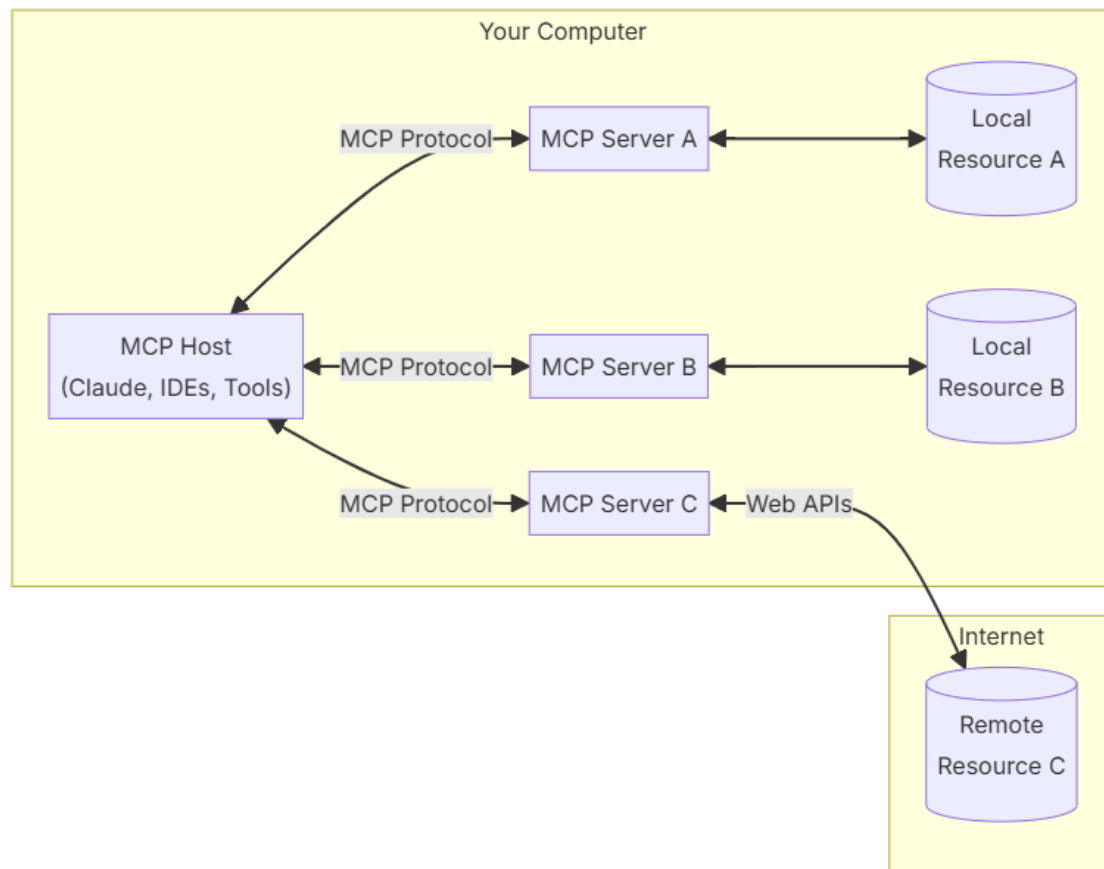 Your Computer
MCP Protocol
MCP Server A
Local
Resource A
MCP Host
(Claude, IDEs, Tools)
MCP Protocol
MCP Server B
Local
Resource B
MCP Protocol
MCP Server C
Web APIs
Internet
Remote
Resource C